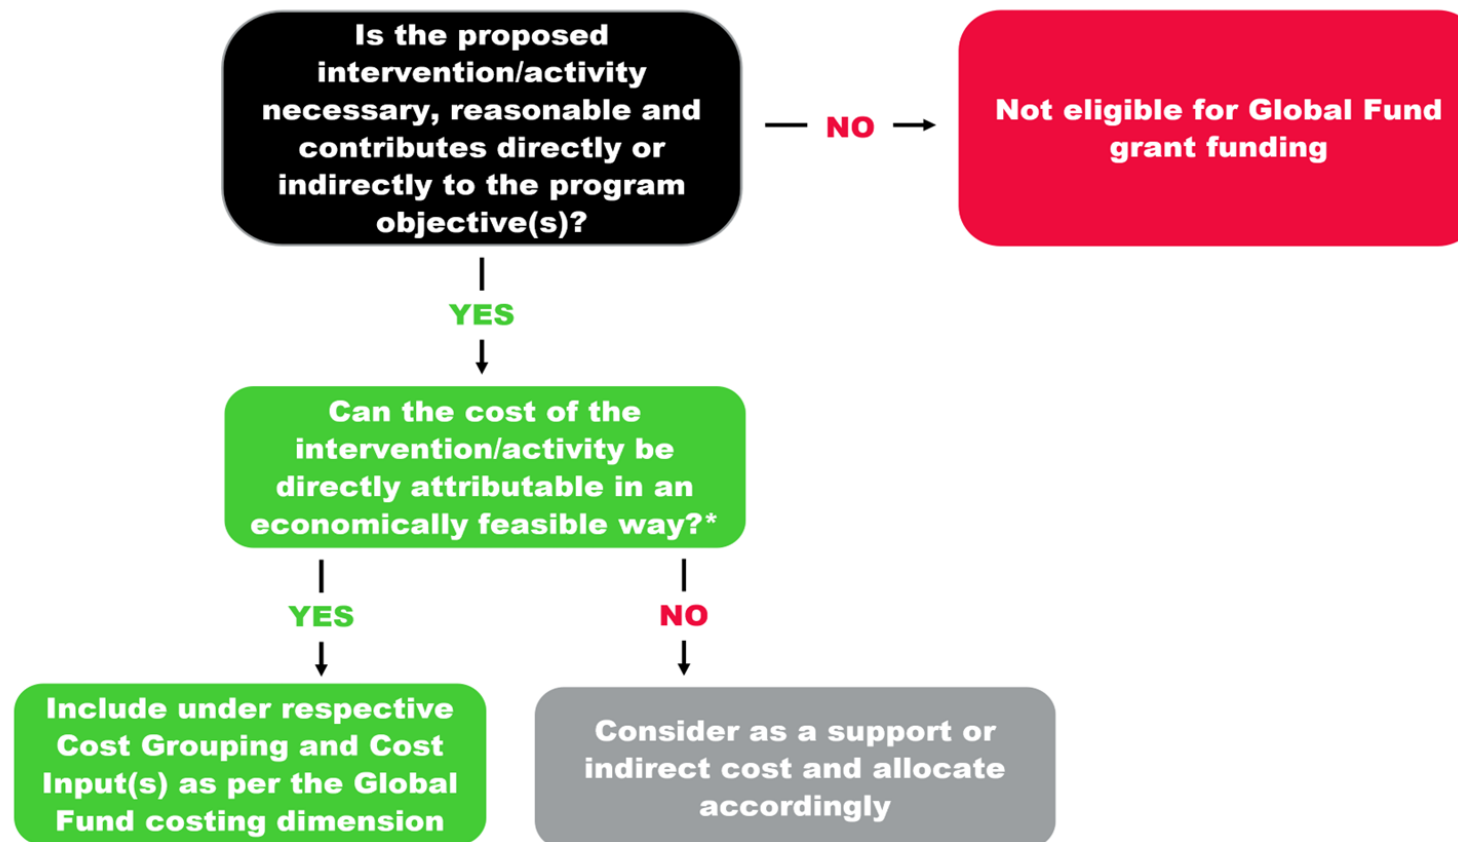 Is the proposed
intervention/activity
necessary, reasonable and
contributes directly or
indirectly to the program
objective(s)?
NO
Not eligible for Global Fund
grant funding
YES
Can the cost of the
intervention/activity be
directly attributable in an
economically feasible way?*
YES
NO
Include under respective
Cost Grouping and Cost
Input(s) as per the Global
Fund costing dimension
Consider as a support or
indirect cost and allocate
accordingly